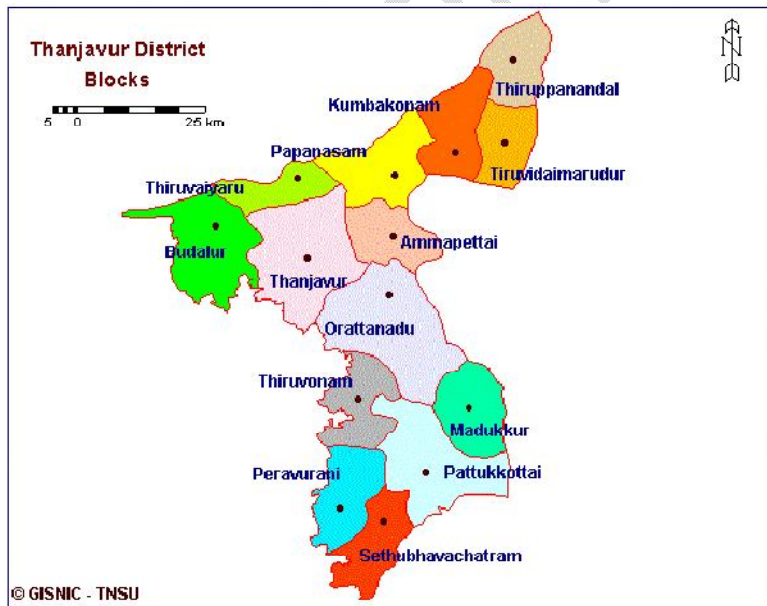 Thanjavur District
Blocks
5 0 25 km
N
Thiruppanandal
Kumbakonam
Papanasam
Tiruvidaimarudur
Thiruvaiyaru
Ammapettai
Budalur
Thanjavur
Orattanadu
Thiruvonam
Madukkur
Peravurani
Pattukkottai
Sethubhavachatram
© GISNIC - TNSU